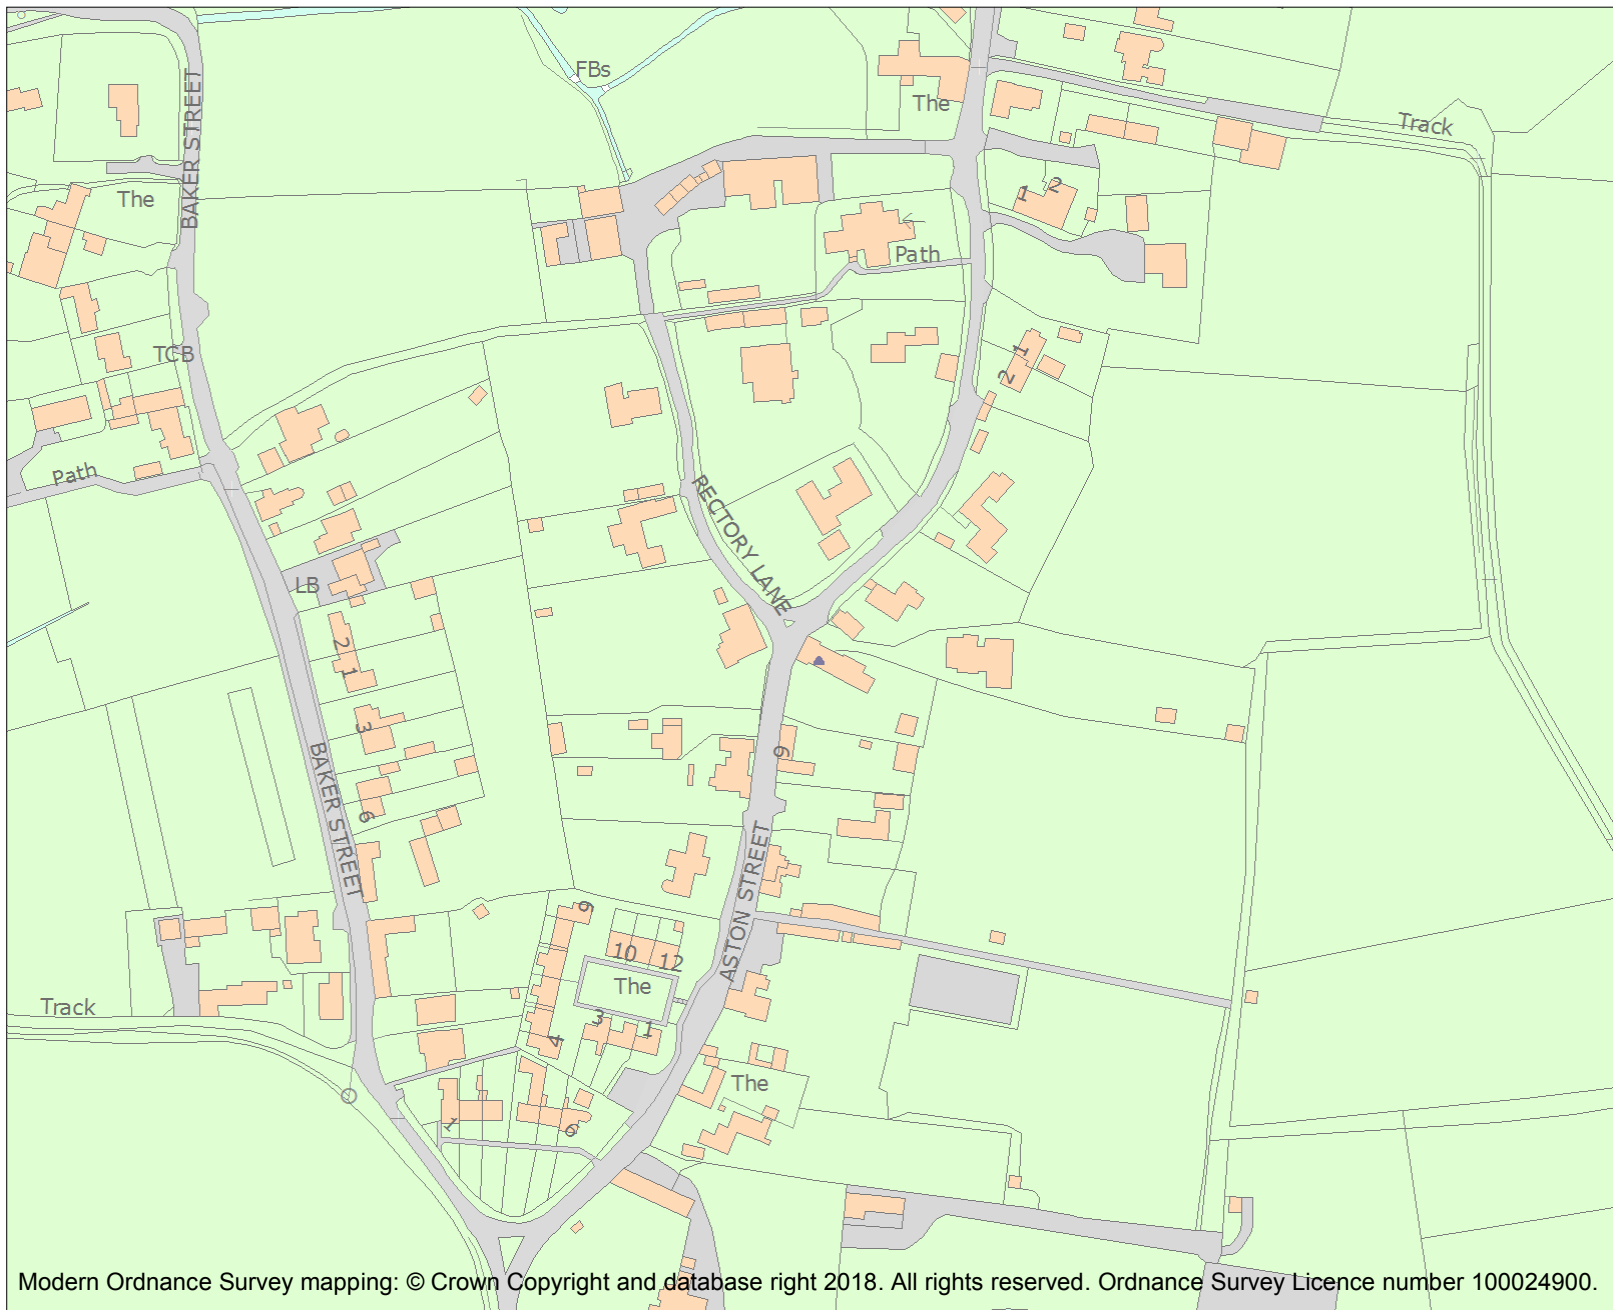 FBs
The
Track
BAKER STREET
The
1
2
Path
TCB
1
2
Path
RECTORY LANE
LB
2
1
3
9
BAKER STREET
6
ASTON STREET
9
10
12
The
Track
3
1
4
The
1
6
Modern Ordnance Survey mapping: © Crown Copyright and database right 2018. All rights reserved. Ordnance Survey Licence number 100024900.